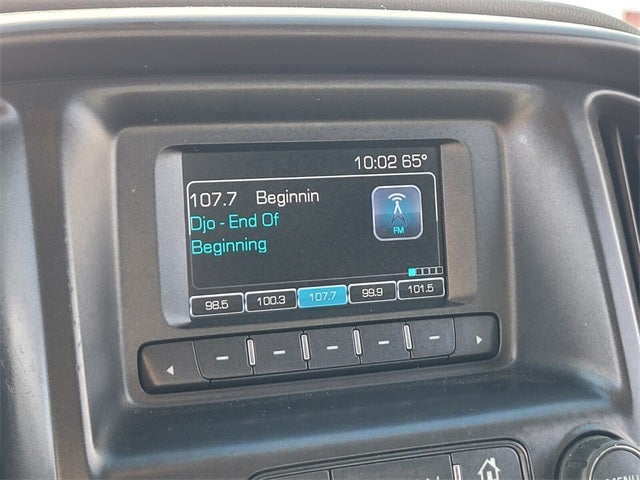 10:02 65°
107.7 Beginnin
Djo - End Of
Beginning
FM
98.5 100.3 107.7 99.9 101.5
MENU